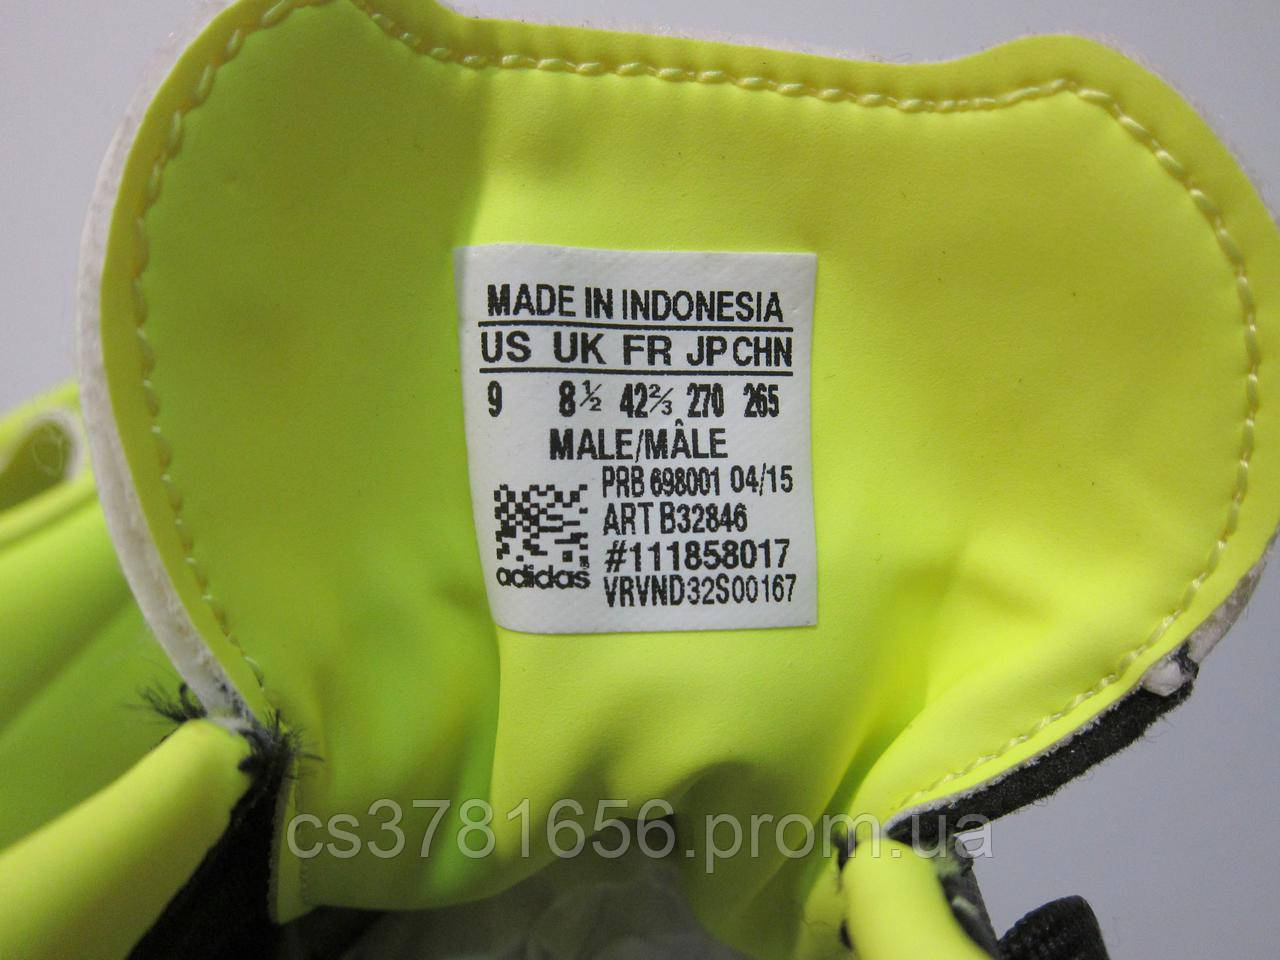 MADE IN INDONESIA
US UK FR JP CHN
9 8½ 42⅔ 270 265
MALE/MÂLE
PRB 698001 04/15
ART B32846
#111858017
adidas® VRVND32S00167
cs3781656.prom.ua